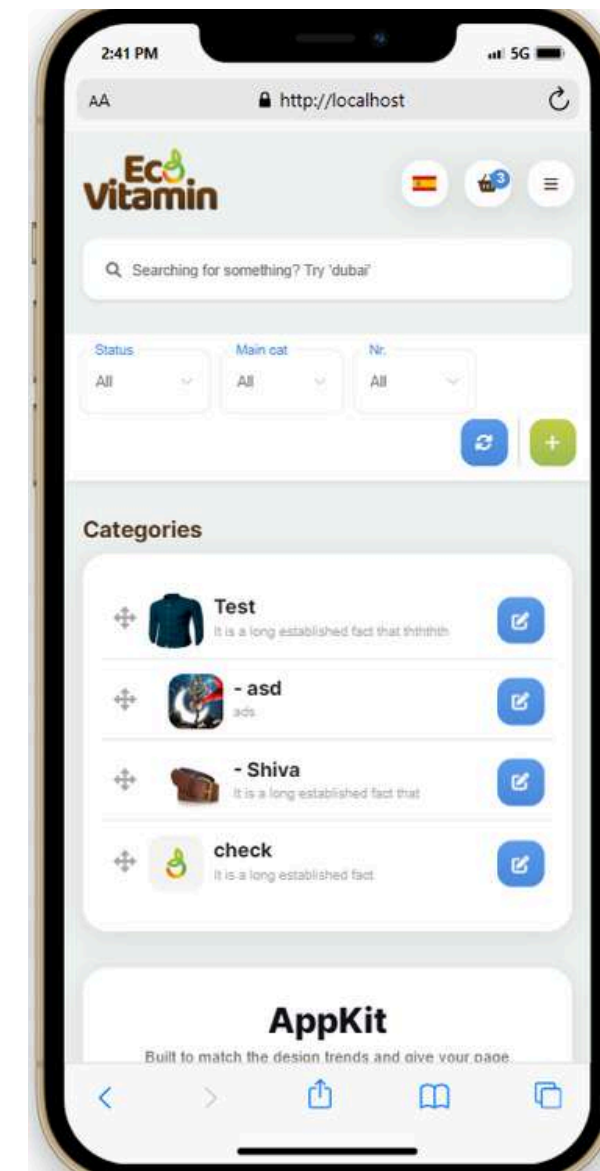 2:41 PM
5G
AA
http://localhost
Eco
Vitamin
3
Searching for something? Try 'dubai'
Status
Main cat
Nr.
All
All
All
Categories
Test
It is a long established fact that thththth
- asd
ads
- Shiva
It is a long established fact that
check
It is a long established fact
AppKit
Built to match the design trends and give your page